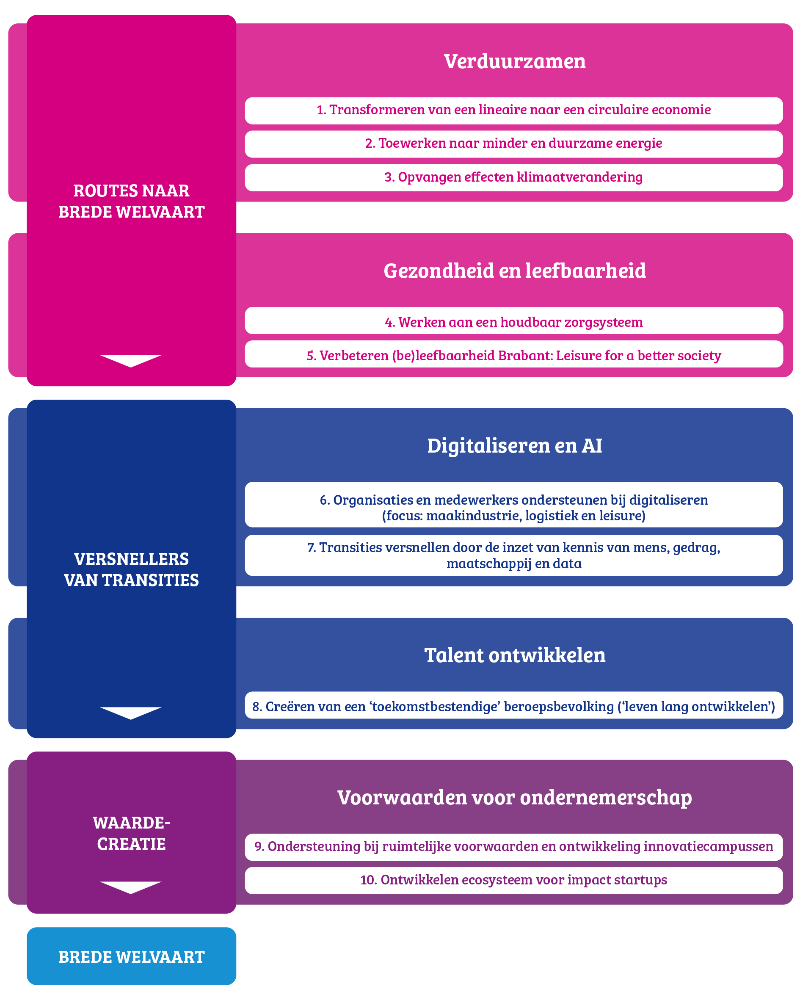 ROUTES NAAR
BREDE WELVAART
Verduurzamen
1. Transformeren van een lineaire naar een circulaire economie
2. Toewerken naar minder en duurzame energie
3. Opvangen effecten klimaatverandering
Gezondheid en leefbaarheid
4. Werken aan een houdbaar zorgsysteem
5. Verbeteren (be)leefbaarheid Brabant: Leisure for a better society
VERSNELLERS
VAN TRANSITIES
Digitaliseren en AI
6. Organisaties en medewerkers ondersteunen bij digitaliseren
(focus: maakindustrie, logistiek en leisure)
7. Transities versnellen door de inzet van kennis van mens, gedrag,
maatschappij en data
Talent ontwikkelen
8. Creëren van een ‘toekomstbestendige’ beroepsbevolking (‘leven lang ontwikkelen’)
WAARDE-
CREATIE
Voorwaarden voor ondernemerschap
9. Ondersteuning bij ruimtelijke voorwaarden en ontwikkeling innovatiecampussen
10. Ontwikkelen ecosysteem voor impact startups
BREDE WELVAART